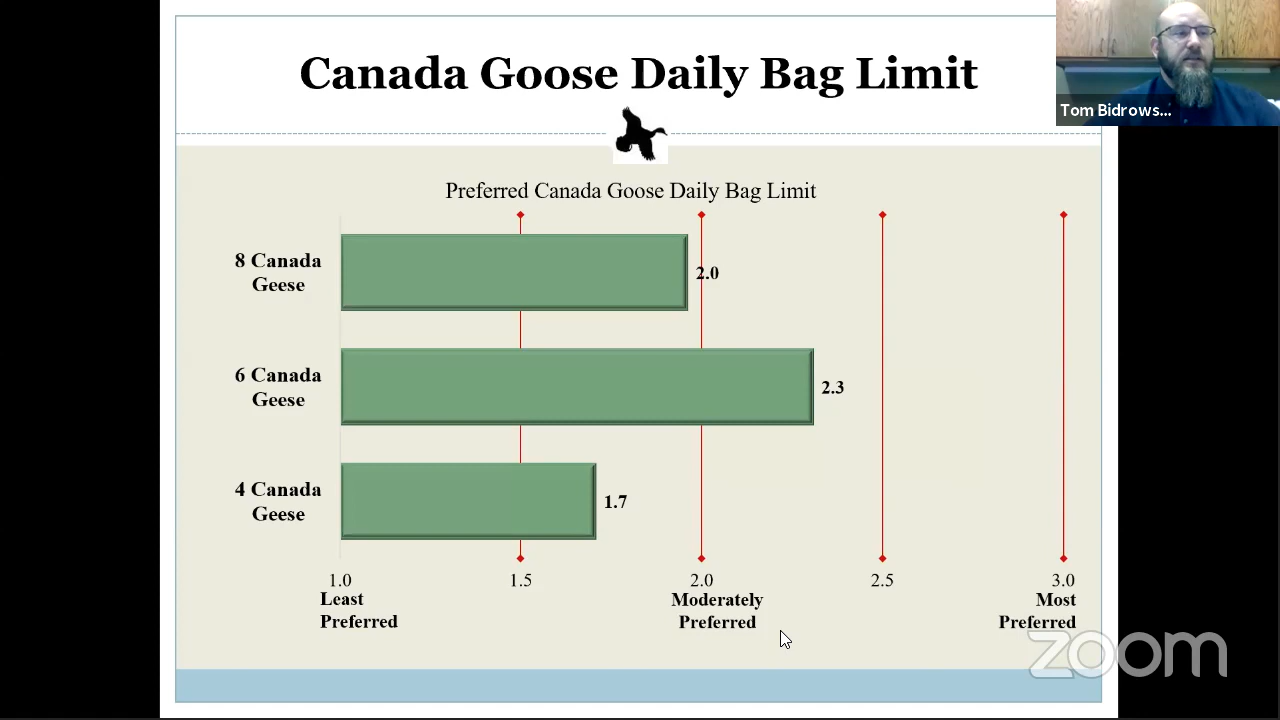 Canada Goose Daily Bag Limit
Tom Bidrows...
Preferred Canada Goose Daily Bag Limit
8 Canada
Geese
2.0
6 Canada
Geese
2.3
4 Canada
Geese
1.7
1.0 1.5 2.0 2.5 3.0
Least Moderately Most
Preferred Preferred Preferred
zoom